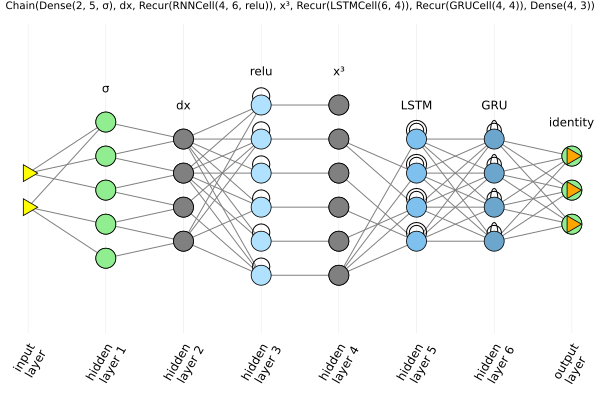 Chain(Dense(2, 5, σ), dx, Recur(RNNCell(4, 6, relu)), x³, Recur(LSTMCell(6, 4)), Recur(GRUCell(4, 4)), Dense(4, 3))
σ
dx
relu
x³
LSTM
GRU
identity
input
layer
hidden
layer 1
hidden
layer 2
hidden
layer 3
hidden
layer 4
hidden
layer 5
hidden
layer 6
output
layer